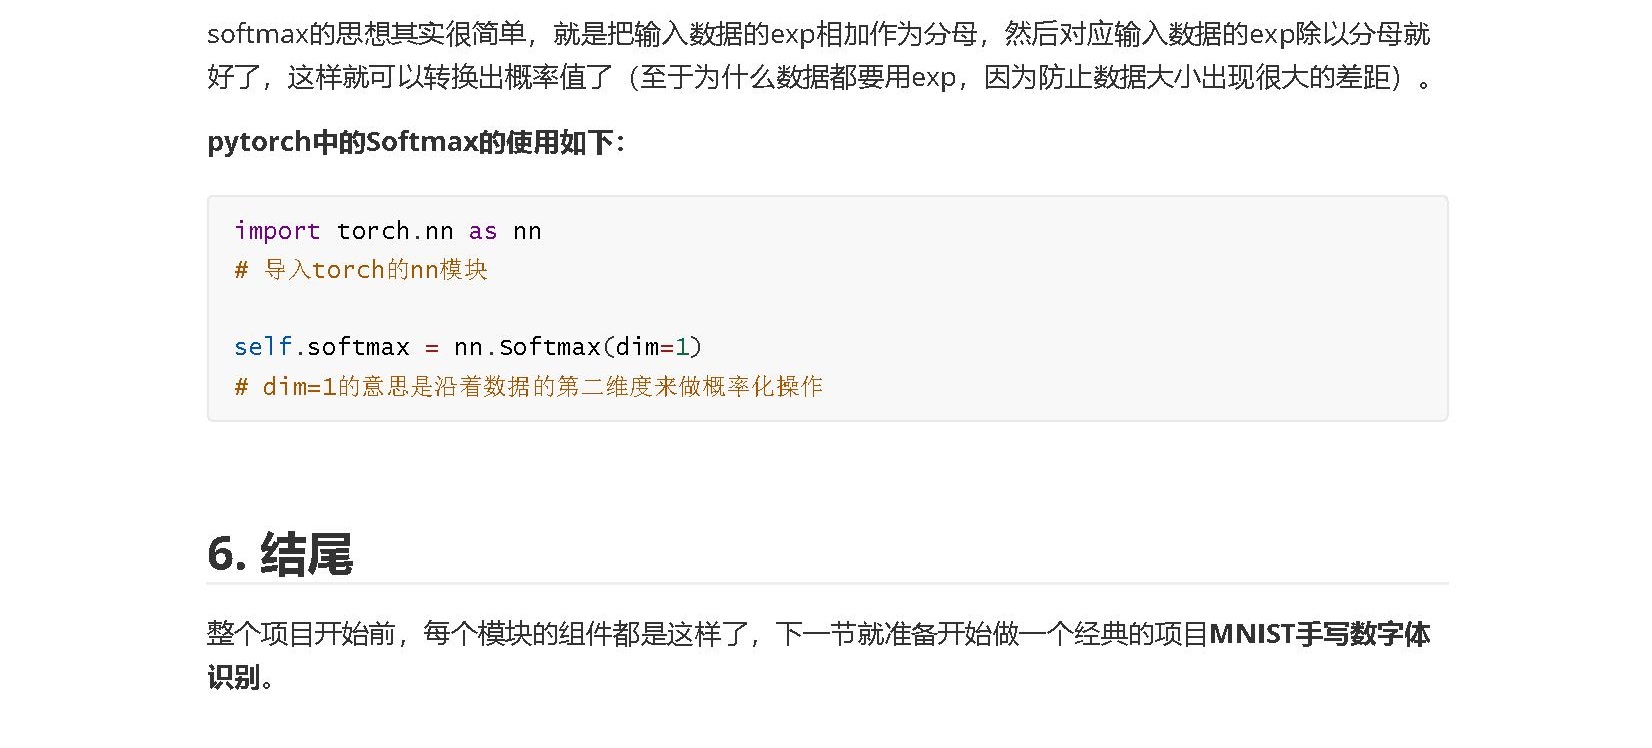 softmax的思想其实很简单，就是把输入数据的exp相加作为分母，然后对应输入数据的exp除以分母就
好了，这样就可以转换出概率值了（至于为什么数据都要用exp，因为防止数据大小出现很大的差距）。
pytorch中的Softmax的使用如下：
import torch.nn as nn
# 导入torch的nn模块
self.softmax = nn.Softmax(dim=1)
# dim=1的意思是沿着数据的第二维度来做概率化操作
6. 结尾
整个项目开始前，每个模块的组件都是这样了，下一节就准备开始做一个经典的项目MNIST手写数字体
识别。